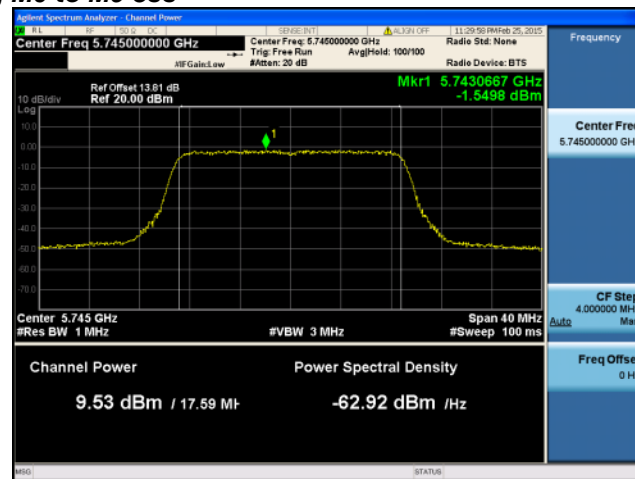 Agilent Spectrum Analyzer - Channel Power
RL RF 50 Ω DC SENSE:INT ALIGN OFF 11:29:58 PM Feb 25, 2015
Center Freq 5.745000000 GHz Center Freq: 5.745000000 GHz Radio Std: None Frequency
Trig: Free Run Avg|Hold: 100/100
#IFGain:Low #Atten: 20 dB Radio Device: BTS
Ref Offset 13.81 dB Mkr1 5.7430667 GHz
10 dB/div Ref 20.00 dBm -1.5498 dBm
Log
10.0
0.00
-10.0
-20.0
-30.0
-40.0
-50.0
-60.0
-70.0
1
Center Fre
5.745000000 GH
Center 5.745 GHz Span 40 MHz
#Res BW 1 MHz #VBW 3 MHz #Sweep 100 ms
CF Step
4.000000 MH
Auto Ma
Channel Power Power Spectral Density
9.53 dBm / 17.59 MH -62.92 dBm /Hz
Freq Offse
0 H
MSG STATUS